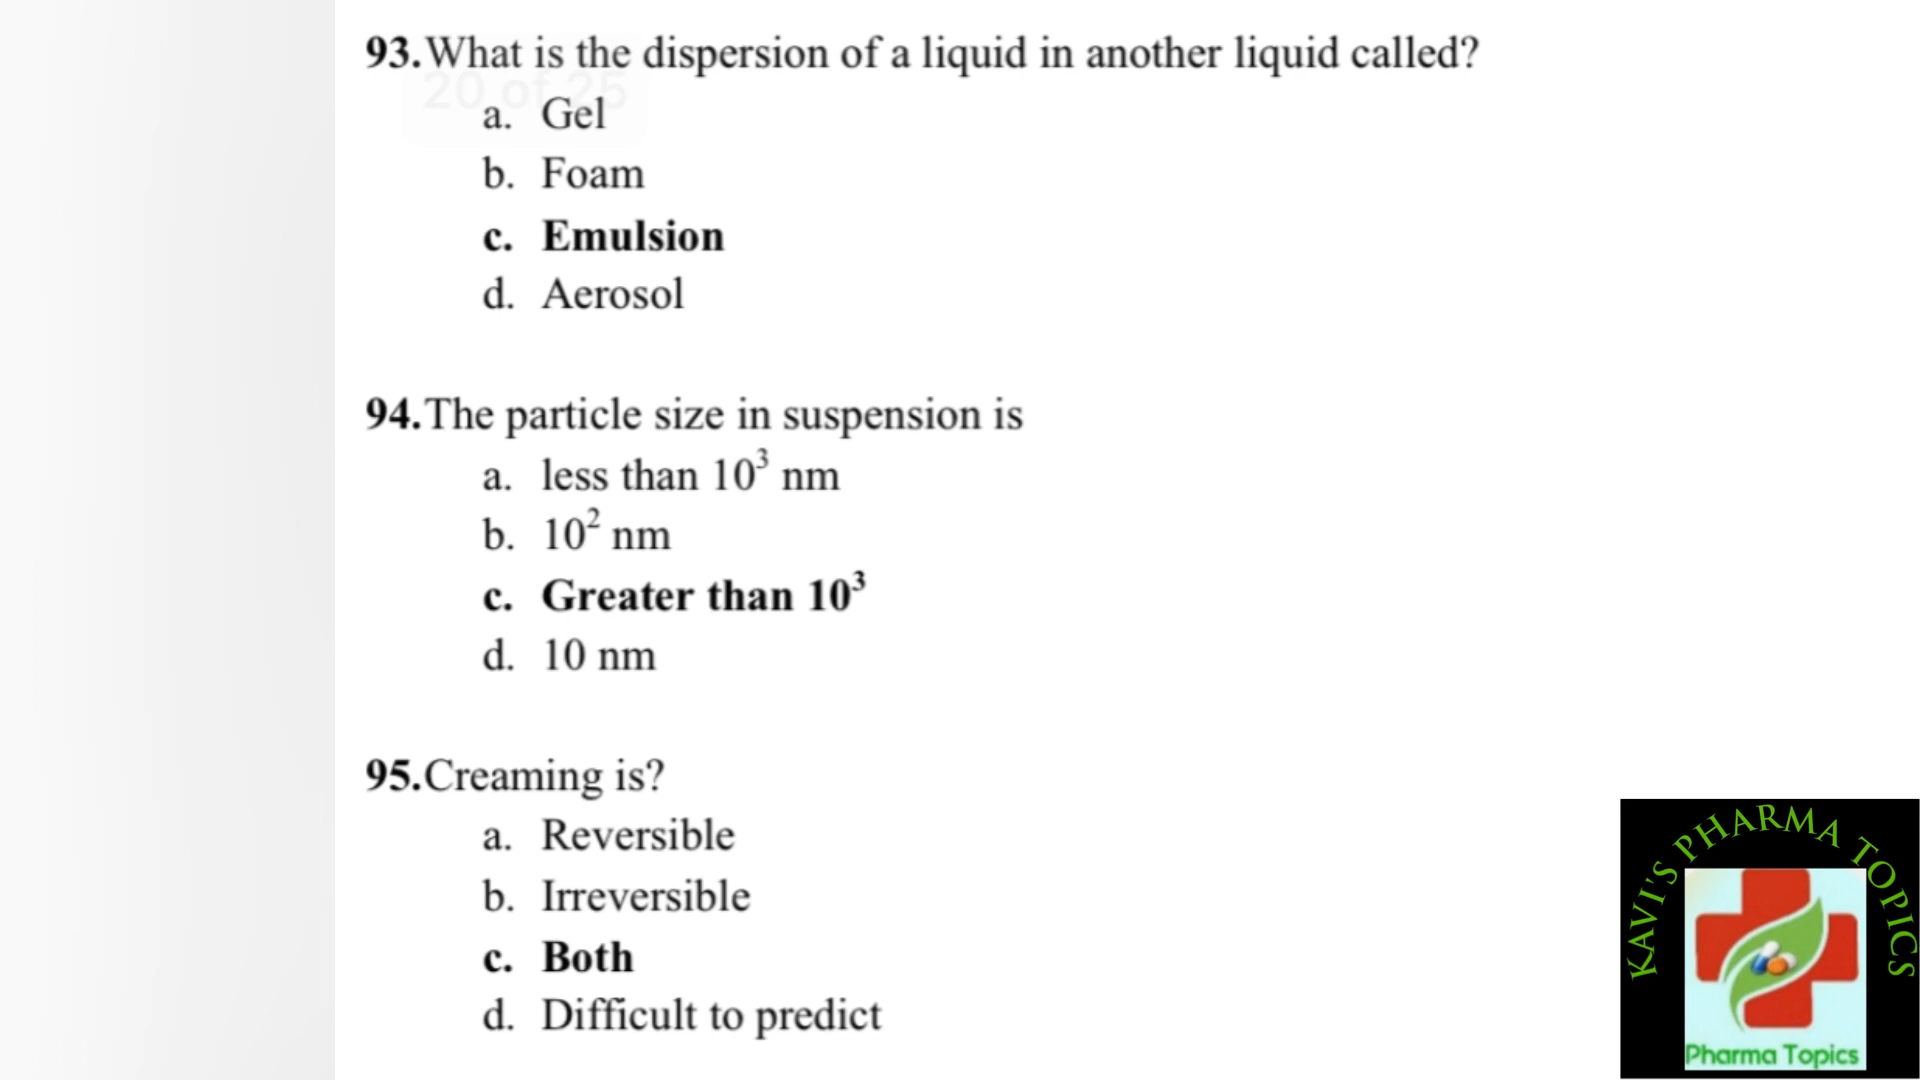 93.What is the dispersion of a liquid in another liquid called?
20 of 25
a. Gel
b. Foam
c. Emulsion
d. Aerosol
94.The particle size in suspension is
a. less than 10³ nm
b. 10² nm
c. Greater than 10³
d. 10 nm
95.Creaming is?
a. Reversible
b. Irreversible
c. Both
d. Difficult to predict
KAVI'S PHARMA TOPICS
Pharma Topics